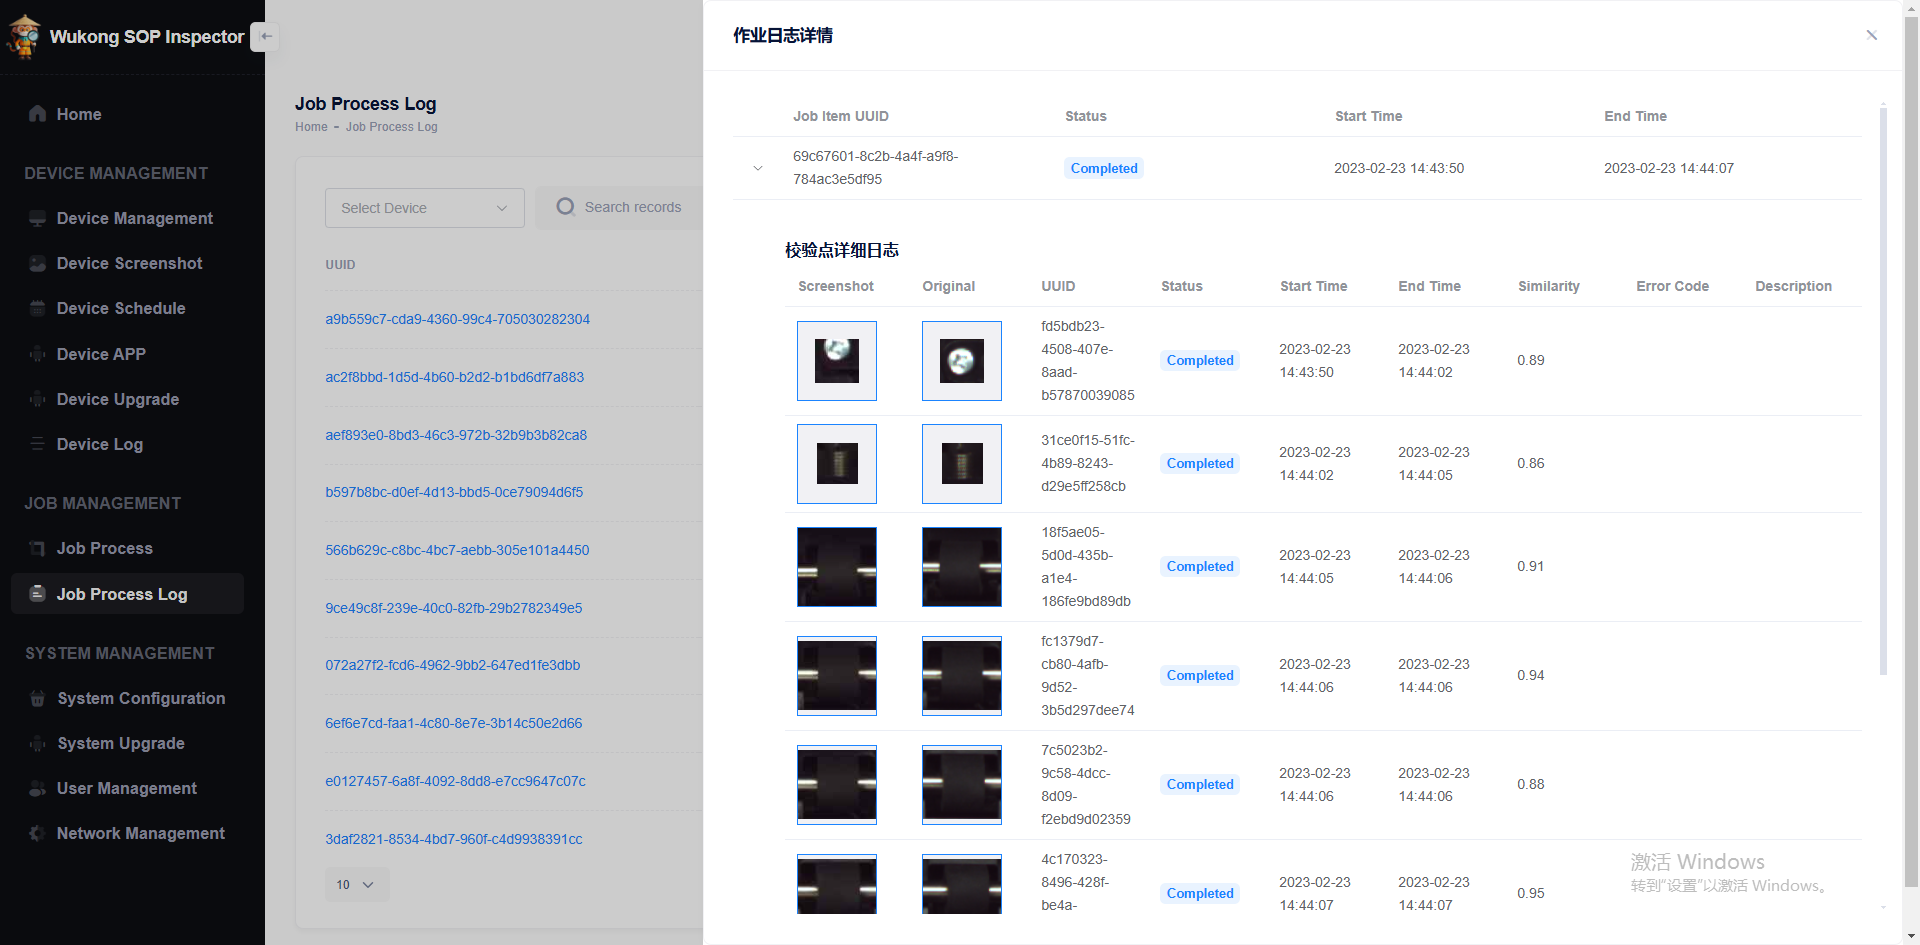 Wukong SOP Inspector
Home
DEVICE MANAGEMENT
Device Management
Device Screenshot
Device Schedule
Device APP
Device Upgrade
Device Log
JOB MANAGEMENT
Job Process
Job Process Log
SYSTEM MANAGEMENT
System Configuration
System Upgrade
User Management
Network Management
Job Process Log
Home - Job Process Log
Select Device
Search records
UUID
a9b559c7-cda9-4360-99c4-705030282304
ac2f8bbd-1d5d-4b60-b2d2-b1bd6df7a883
aef893e0-8bd3-46c3-972b-32b9b3b82ca8
b597b8bc-d0ef-4d13-bbd5-0ce79094d6f5
566b629c-c8bc-4bc7-aebb-305e101a4450
9ce49c8f-239e-40c0-82fb-29b2782349e5
072a27f2-fcd6-4962-9bb2-647ed1fe3dbb
6ef6e7cd-faa1-4c80-8e7e-3b14c50e2d66
e0127457-6a8f-4092-8dd8-e7cc9647c07c
3daf2821-8534-4bd7-960f-c4d9938391cc
10
作业日志详情
Job Item UUID Status Start Time End Time
69c67601-8c2b-4a4f-a9f8-
784ac3e5df95
Completed
2023-02-23 14:43:50
2023-02-23 14:44:07
校验点详细日志
Screenshot Original UUID Status Start Time End Time Similarity Error Code Description
fd5bdb23-
4508-407e-
8aad-
b57870039085
Completed
2023-02-23
14:43:50
2023-02-23
14:44:02
0.89
31ce0f15-51fc-
4b89-8243-
d29e5ff258cb
Completed
2023-02-23
14:44:02
2023-02-23
14:44:05
0.86
18f5ae05-
5d0d-435b-
a1e4-
186fe9bd89db
Completed
2023-02-23
14:44:05
2023-02-23
14:44:06
0.91
fc1379d7-
cb80-4afb-
9d52-
3b5d297dee74
Completed
2023-02-23
14:44:06
2023-02-23
14:44:06
0.94
7c5023b2-
9c58-4dcc-
8d09-
f2ebd9d02359
Completed
2023-02-23
14:44:06
2023-02-23
14:44:06
0.88
4c170323-
8496-428f-
be4a-
Completed
2023-02-23
14:44:07
2023-02-23
14:44:07
0.95
激活 Windows
转到"设置"以激活 Windows。